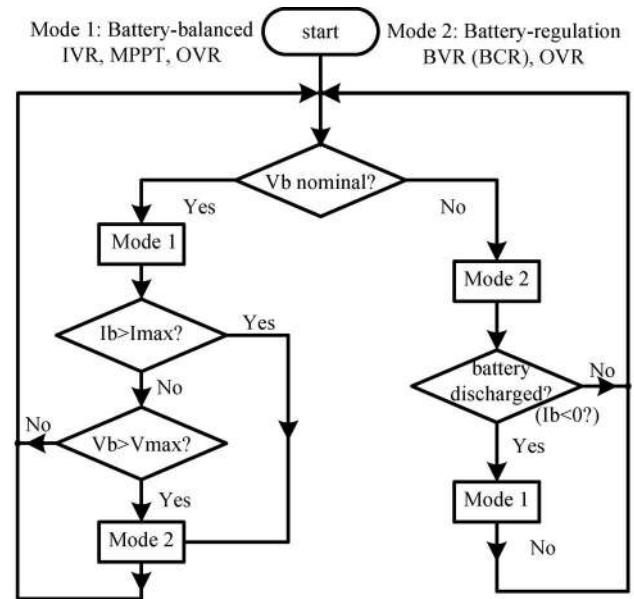 Mode 1: Battery-balanced
IVR, MPPT, OVR
start
Mode 2: Battery-regulation
BVR (BCR), OVR
Vb nominal?
Yes
No
Mode 1
Mode 2
Ib>Imax?
Yes
No
battery
discharged?
(Ib<0?)
No
Yes
Vb>Vmax?
No
Yes
Mode 2
Mode 1
No